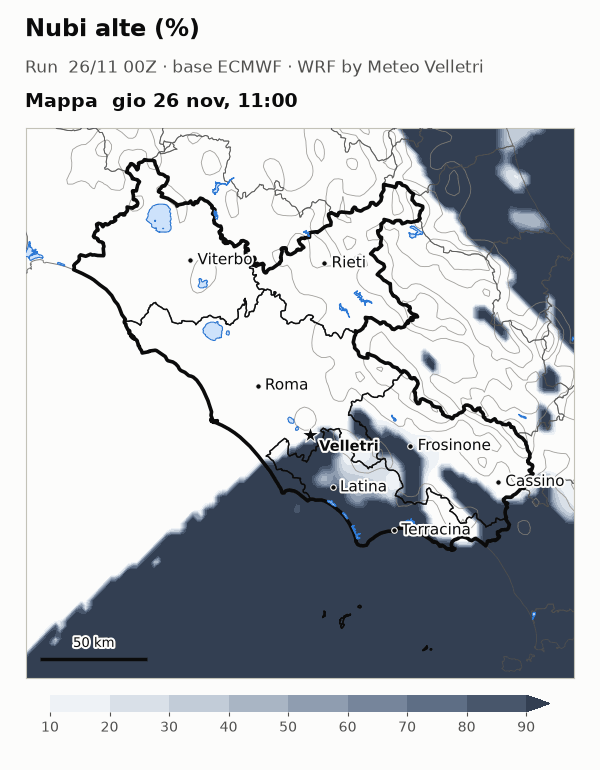 Nubi alte (%)
Run  26/11 00Z · base ECMWF · WRF by Meteo Velletri
Mappa  gio 26 nov, 11:00
Viterbo
Rieti
Roma
Velletri
Frosinone
Latina
Cassino
Terracina
50 km
10 20 30 40 50 60 70 80 90